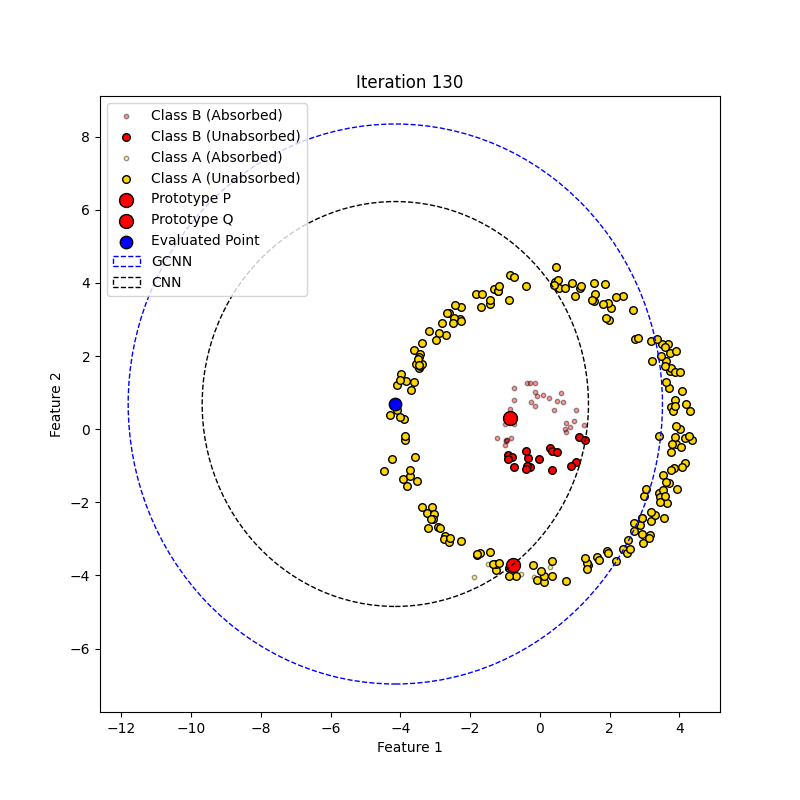 Iteration 130
Class B (Absorbed)
Class B (Unabsorbed)
Class A (Absorbed)
Class A (Unabsorbed)
Prototype P
Prototype Q
Evaluated Point
GCNN
CNN
8
6
4
2
0
−2
−4
−6
Feature 2
−12 −10 −8 −6 −4 −2 0 2 4
Feature 1